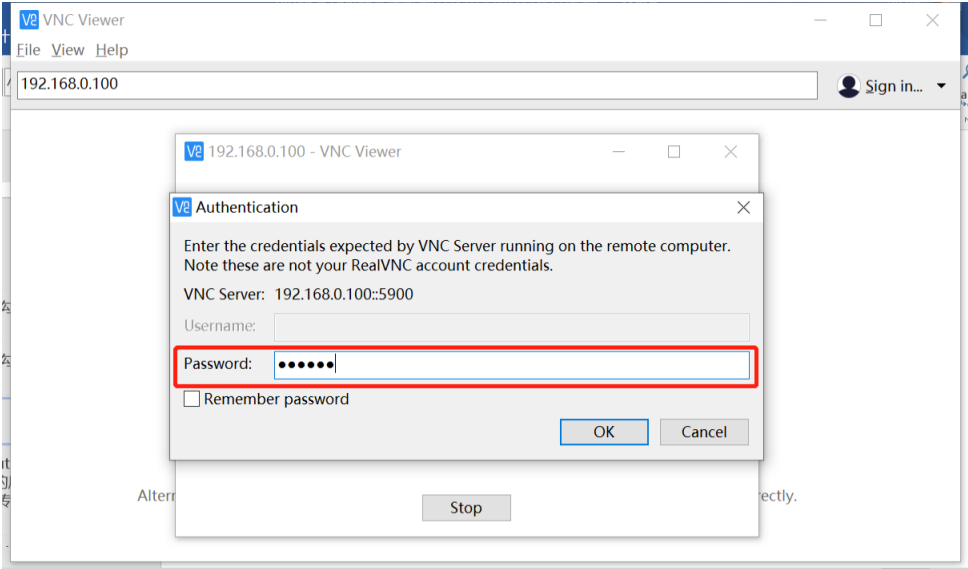 VNC Viewer
File View Help
192.168.0.100
Sign in...
192.168.0.100 - VNC Viewer
Authentication
Enter the credentials expected by VNC Server running on the remote computer.
Note these are not your RealVNC account credentials.
VNC Server: 192.168.0.100::5900
Username:
Password: ●●●●●●
Remember password
OK Cancel
Stop